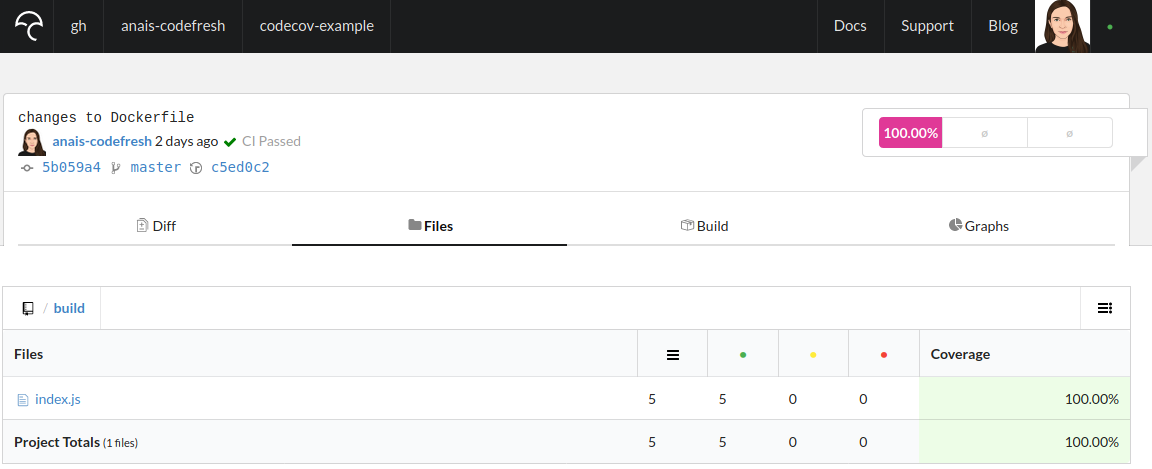 gh anais-codefresh codecov-example Docs Support Blog
changes to Dockerfile
anais-codefresh 2 days ago CI Passed
5b059a4 master c5ed0c2
100.00% ø ø
Diff Files Build Graphs
/ build
Files Coverage
index.js 5 5 0 0 100.00%
Project Totals (1 files) 5 5 0 0 100.00%